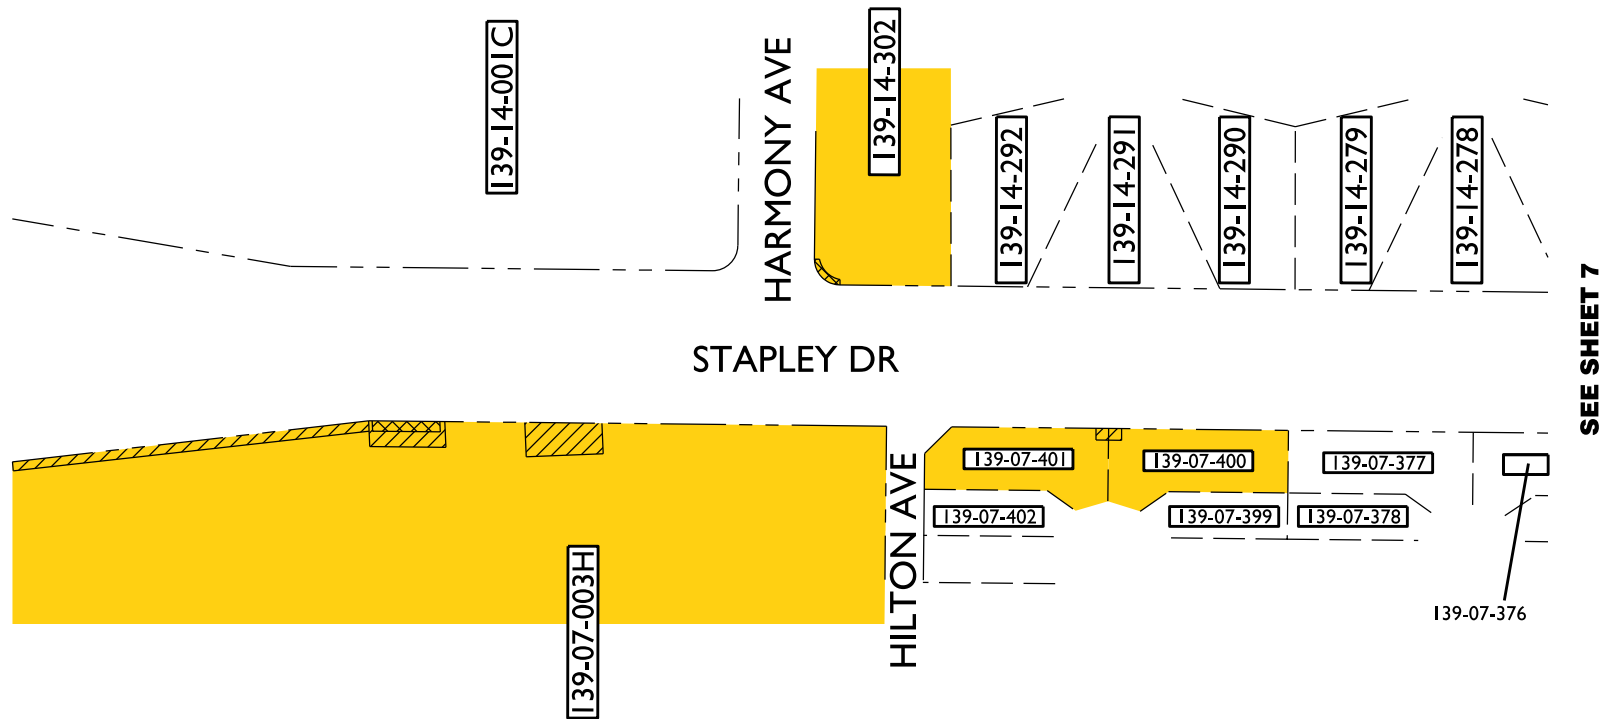 139-14-001C
HARMONY AVE
139-14-302
139-14-292
139-14-291
139-14-290
139-14-279
139-14-278
SEE SHEET 7
STAPLEY DR
139-07-003H
HILTON AVE
139-07-401
139-07-400
139-07-377
139-07-402
139-07-399
139-07-378
139-07-376